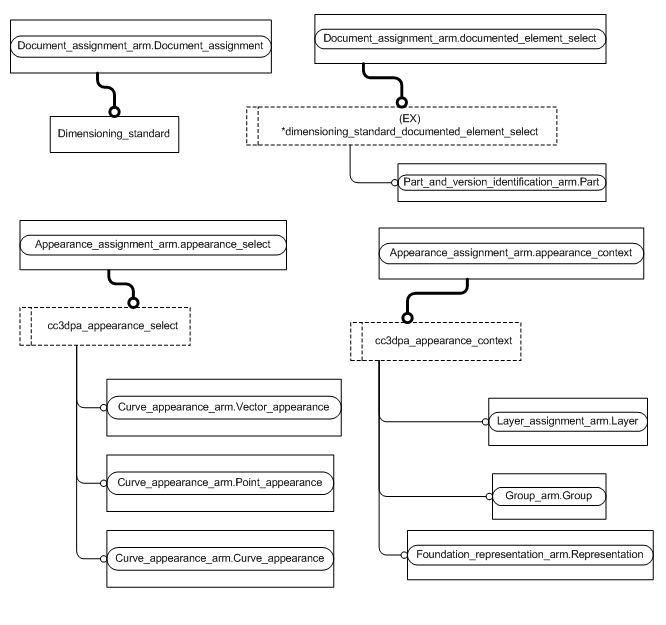 Document_assignment_arm.Document_assignment
Document_assignment_arm.documented_element_select
Dimensioning_standard
(EX)
*dimensioning_standard_documented_element_select
Part_and_version_identification_arm.Part
Appearance_assignment_arm.appearance_select
Appearance_assignment_arm.appearance_context
cc3dpa_appearance_select
cc3dpa_appearance_context
Curve_appearance_arm.Vector_appearance
Layer_assignment_arm.Layer
Curve_appearance_arm.Point_appearance
Group_arm.Group
Curve_appearance_arm.Curve_appearance
Foundation_representation_arm.Representation